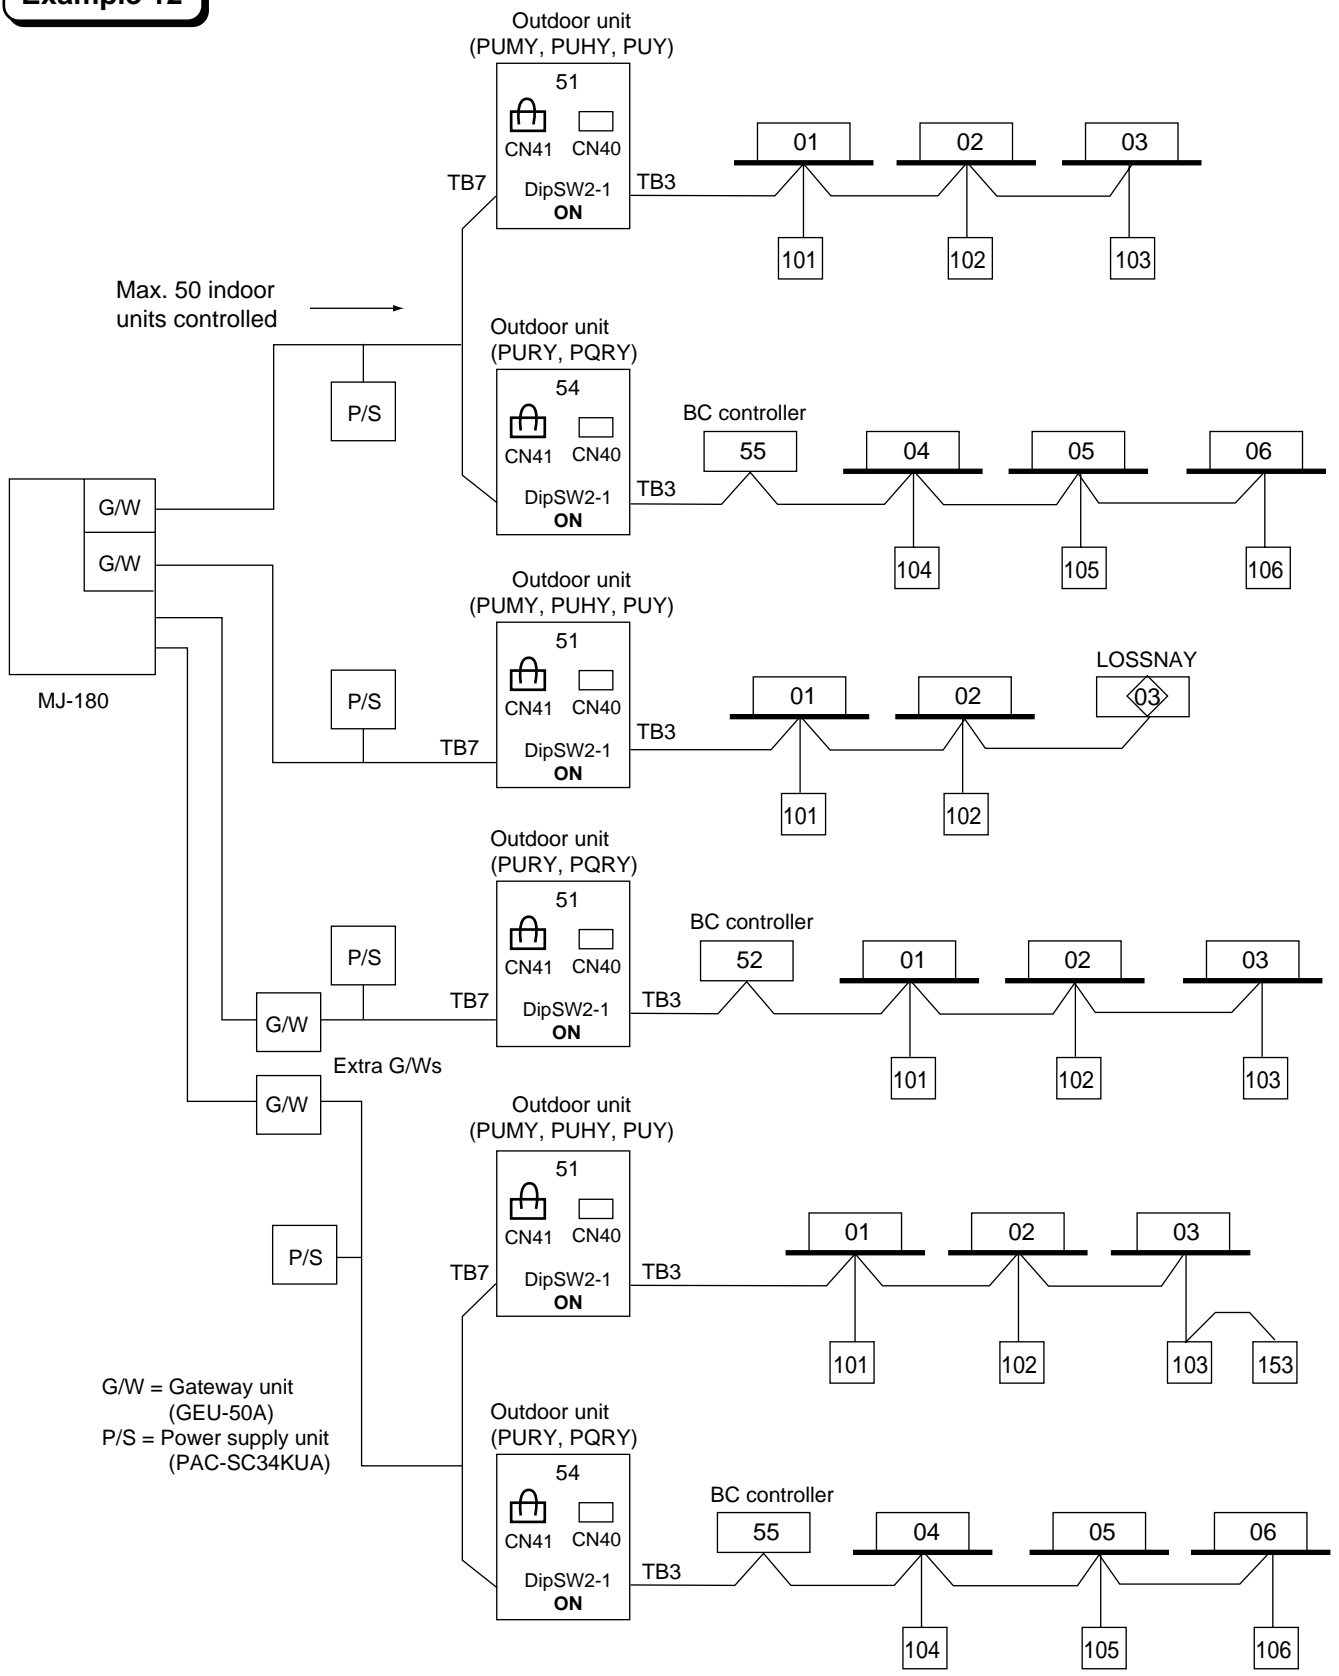 Example 12
Outdoor unit
(PUMY, PUHY, PUY)
51
CN41 CN40
TB7
DipSW2-1
ON
TB3
01 02 03
101 102 103
Max. 50 indoor
units controlled
P/S
Outdoor unit
(PURY, PQRY)
54
CN41 CN40
DipSW2-1
ON
TB3
BC controller
55 04 05 06
104 105 106
G/W
G/W
MJ-180
Outdoor unit
(PUMY, PUHY, PUY)
51
CN41 CN40
P/S
TB7
DipSW2-1
ON
TB3
01 02
LOSSNAY
03
101 102
Outdoor unit
(PURY, PQRY)
51
CN41 CN40
P/S
TB7
DipSW2-1
ON
TB3
BC controller
52 01 02 03
101 102 103
G/W
Extra G/Ws
G/W
Outdoor unit
(PUMY, PUHY, PUY)
51
CN41 CN40
P/S
TB7
DipSW2-1
ON
TB3
01 02 03
101 102 103 153
G/W = Gateway unit
(GEU-50A)
P/S = Power supply unit
(PAC-SC34KUA)
Outdoor unit
(PURY, PQRY)
54
CN41 CN40
DipSW2-1
ON
TB3
BC controller
55 04 05 06
104 105 106